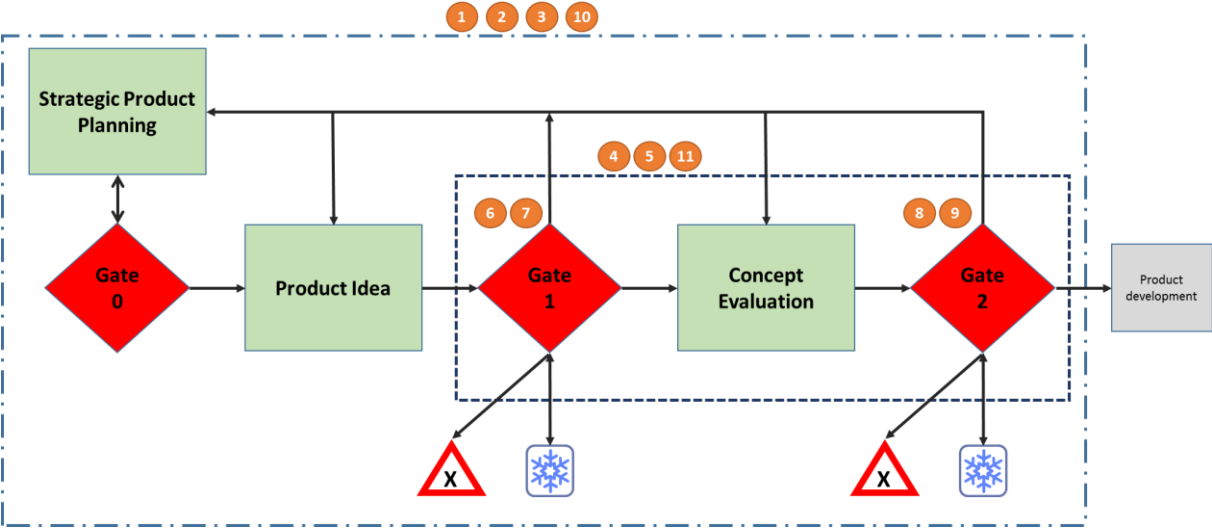 1 2 3 10
Strategic Product
Planning
4 5 11
6 7
8 9
Gate
0
Product Idea
Gate
1
Concept
Evaluation
Gate
2
Product
development
X
X